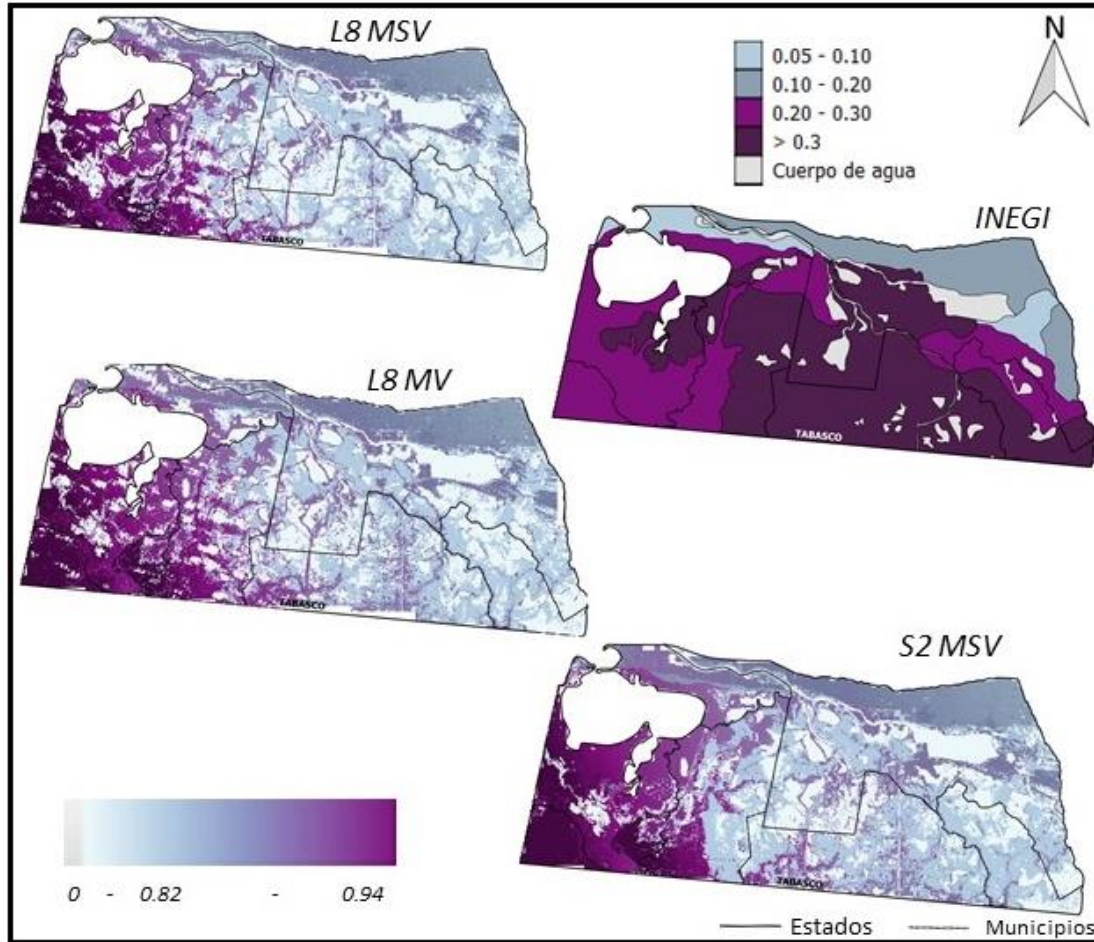 L8 MSV
N
0.05 - 0.10
0.10 - 0.20
0.20 - 0.30
> 0.3
Cuerpo de agua
INEGI
TABASCO
L8 MV
TABASCO
TABASCO
S2 MSV
TABASCO
0 - 0.82 - 0.94
Estados Municipios